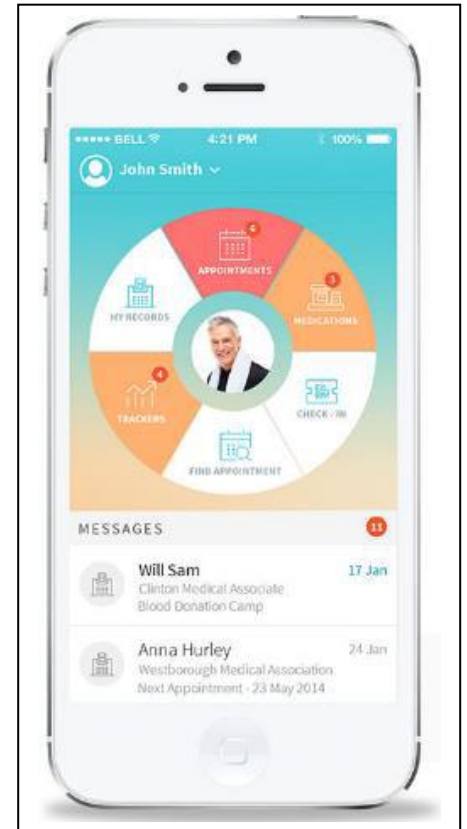 BELL 4:21 PM 100%
John Smith
6
APPOINTMENTS
MY RECORDS
3
MEDICATIONS
4
TRACKERS
CHECK - IN
FIND APPOINTMENT
MESSAGES 11
Will Sam 17 Jan
Clinton Medical Associate
Blood Donation Camp
Anna Hurley 24 Jan
Westborough Medical Association
Next Appointment - 23 May 2014